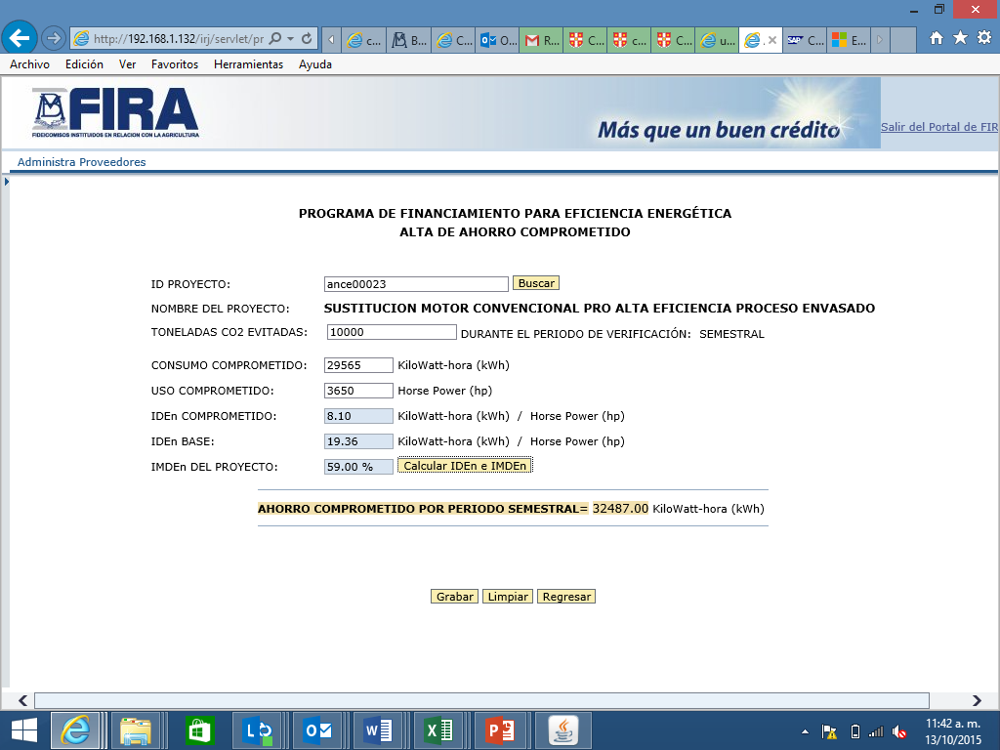 http://192.168.1.132/irj/servlet/pr
c... B... C... O... R... C... c... C... u... C... E...
Archivo Edición Ver Favoritos Herramientas Ayuda
FIRA
FIDEICOMISOS INSTITUIDOS EN RELACION CON LA AGRICULTURA
Más que un buen crédito
Salir del Portal de FIR
Administra Proveedores
PROGRAMA DE FINANCIAMIENTO PARA EFICIENCIA ENERGÉTICA
ALTA DE AHORRO COMPROMETIDO
ID PROYECTO: ance00023 Buscar
NOMBRE DEL PROYECTO: SUSTITUCION MOTOR CONVENCIONAL PRO ALTA EFICIENCIA PROCESO ENVASADO
TONELADAS CO2 EVITADAS: 10000 DURANTE EL PERIODO DE VERIFICACIÓN: SEMESTRAL
CONSUMO COMPROMETIDO: 29565 KiloWatt-hora (kWh)
USO COMPROMETIDO: 3650 Horse Power (hp)
IDEn COMPROMETIDO: 8.10 KiloWatt-hora (kWh) / Horse Power (hp)
IDEn BASE: 19.36 KiloWatt-hora (kWh) / Horse Power (hp)
IMDEn DEL PROYECTO: 59.00 % Calcular IDEn e IMDEn
AHORRO COMPROMETIDO POR PERIODO SEMESTRAL= 32487.00 KiloWatt-hora (kWh)
Grabar Limpiar Regresar
11:42 a. m.
13/10/2015